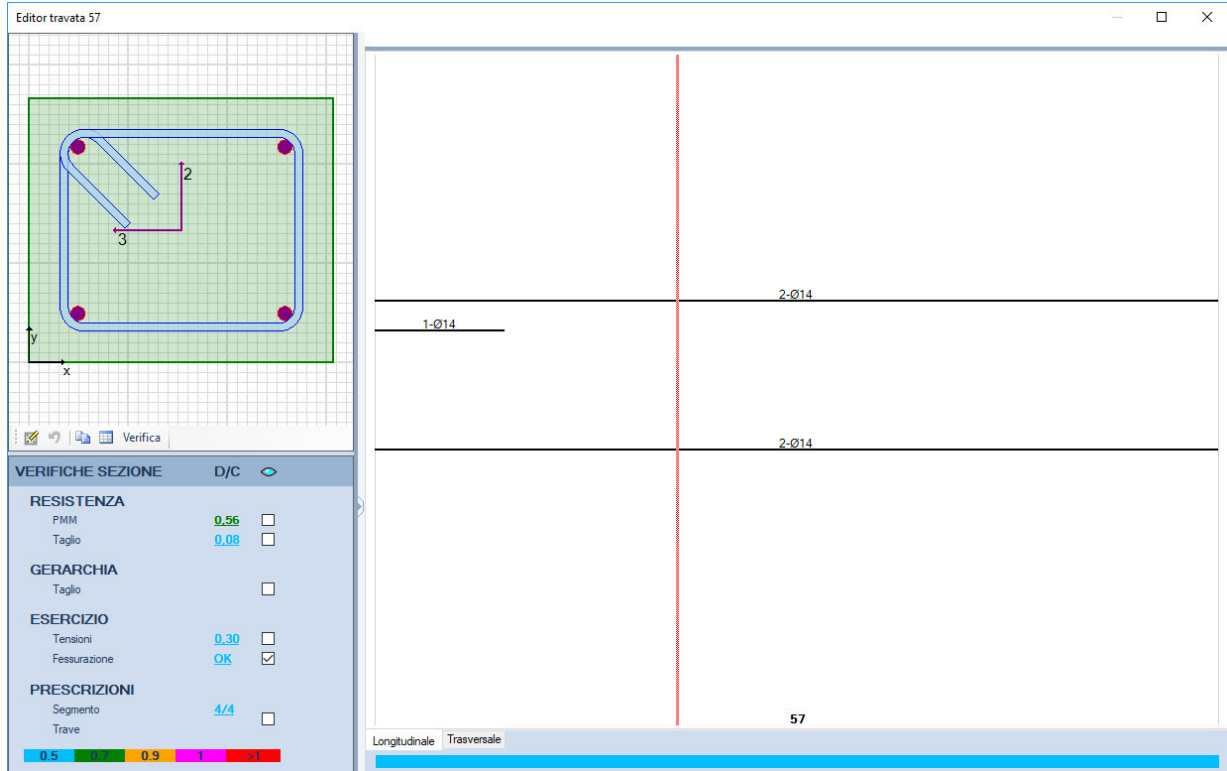 Editor travata 57
2
3
y
x
Verifica
VERIFICHE SEZIONE D/C
RESISTENZA
PMM 0,56
Taglio 0,08
GERARCHIA
Taglio
ESERCIZIO
Tensioni 0,30
Fessurazione OK
PRESCRIZIONI
Segmento 4/4
Trave
0.5 0.7 0.9 1 >1
2-Ø14
1-Ø14
2-Ø14
57
Longitudinale Trasversale